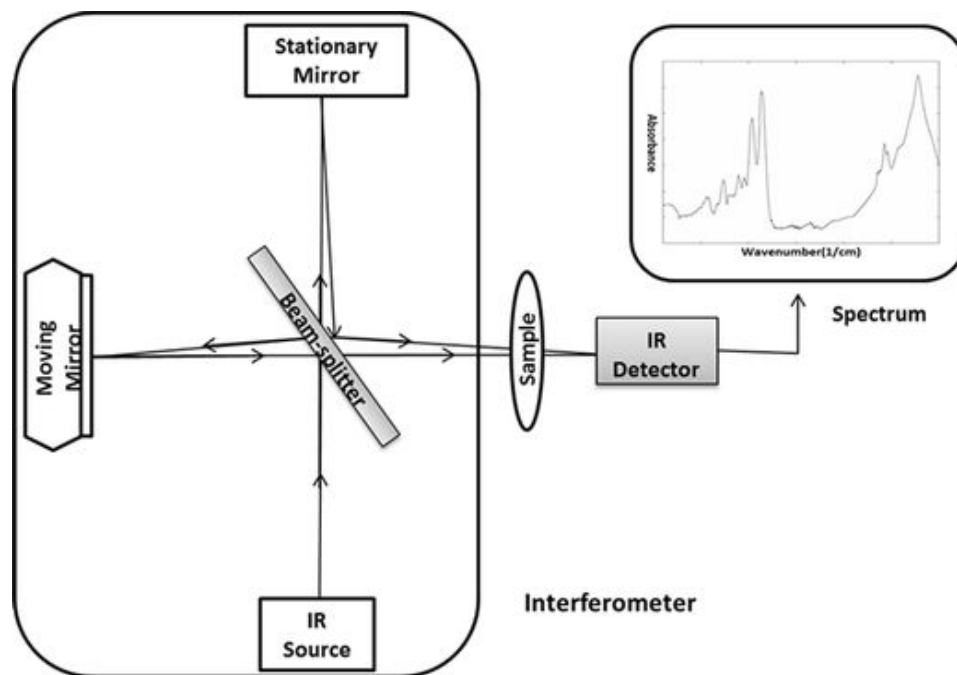 Stationary
Mirror
Absorbance
Wavenumber(1/cm)
Moving
Mirror
Beam-splitter
Sample
IR
Detector
Spectrum
IR
Source
Interferometer